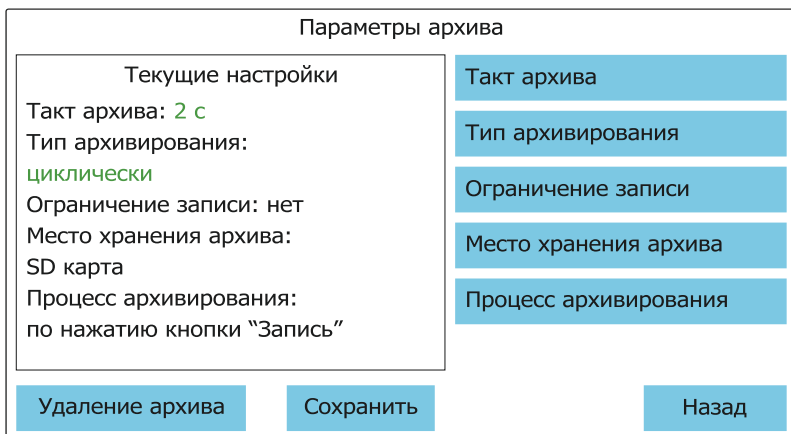 Параметры архива
Текущие настройки
Такт архива: 2 с
Тип архивирования:
циклически
Ограничение записи: нет
Место хранения архива:
SD карта
Процесс архивирования:
по нажатию кнопки “Запись”
Такт архива
Тип архивирования
Ограничение записи
Место хранения архива
Процесс архивирования
Удаление архива
Сохранить
Назад